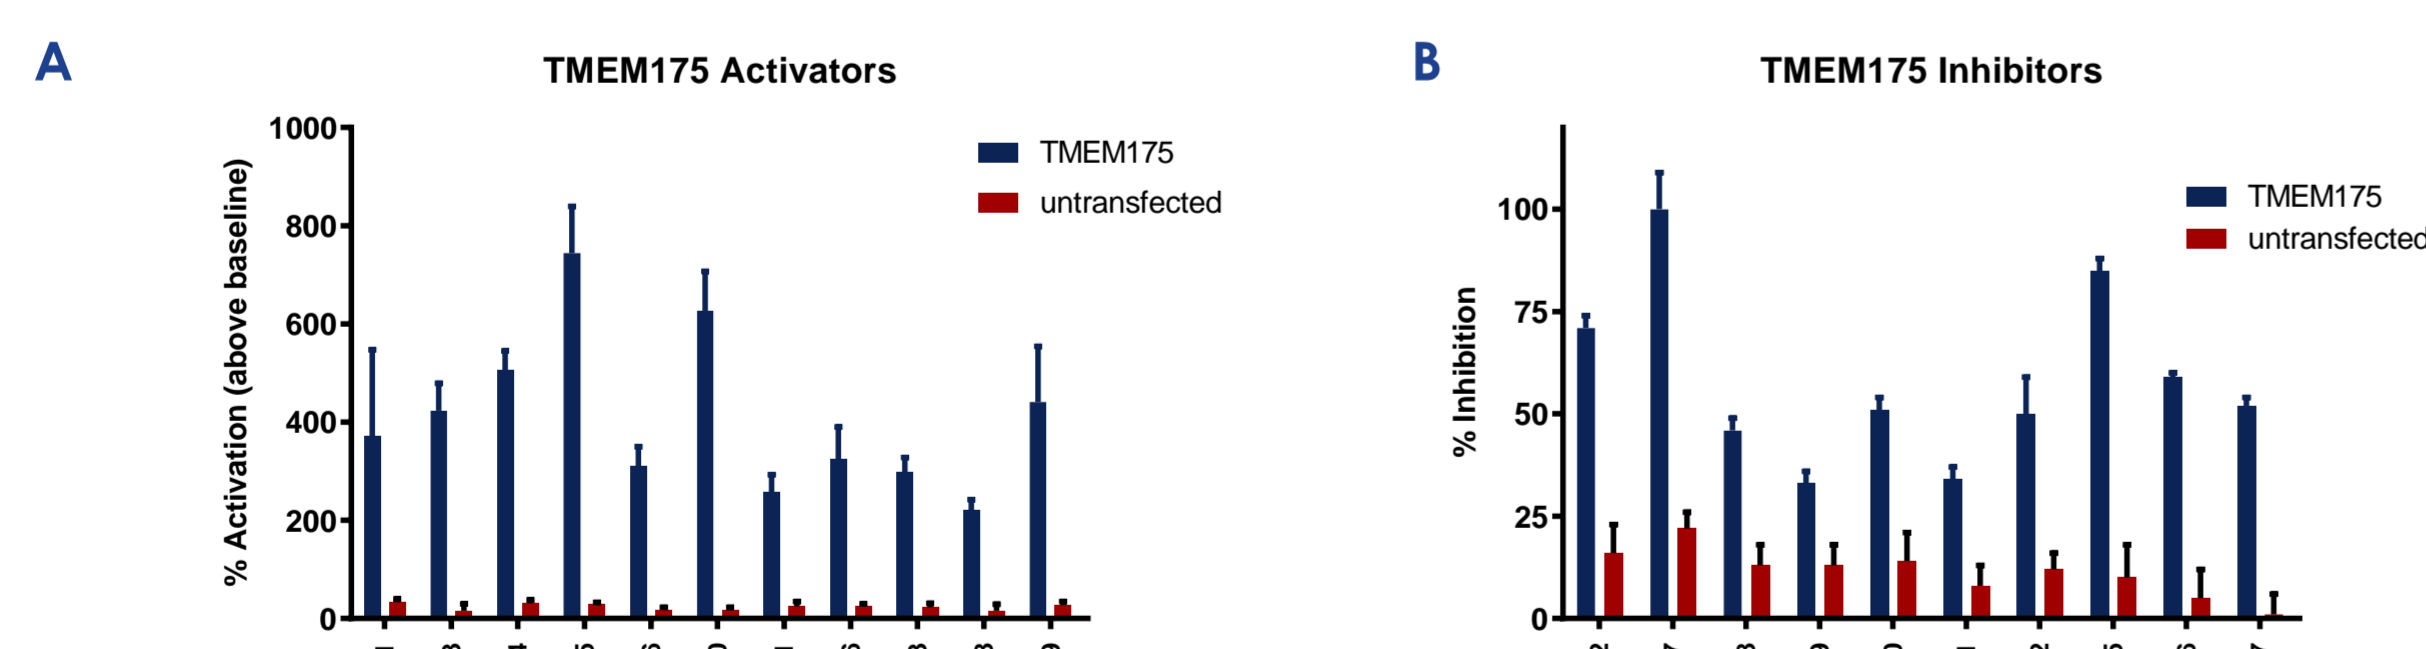 A
TMEM175 Activators
% Activation (above baseline)
1000
800
600
400
200
0
TMEM175
untransfected
B
TMEM175 Inhibitors
% Inhibition
100
75
50
25
0
TMEM175
untransfected